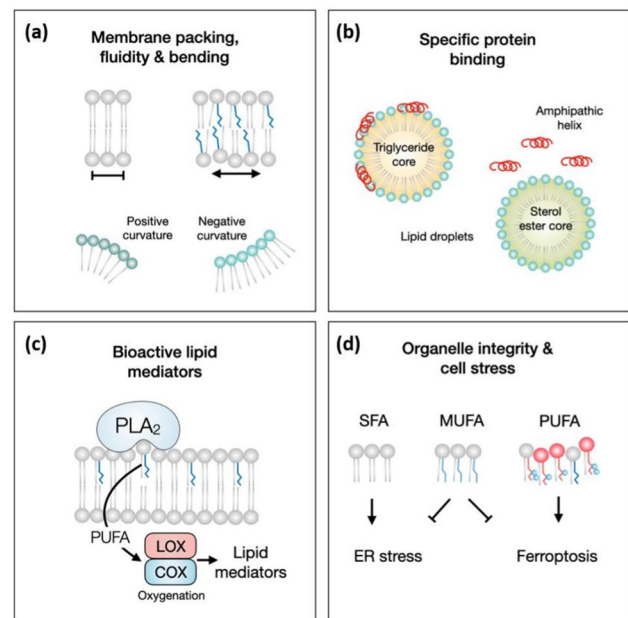 (a)
Membrane packing,
fluidity & bending
Positive
curvature
Negative
curvature
(b)
Specific protein
binding
Triglyceride
core
Amphipathic
helix
Lipid droplets
Sterol
ester core
(c)
Bioactive lipid
mediators
PLA₂
PUFA
LOX
COX
Oxygenation
Lipid
mediators
(d)
Organelle integrity &
cell stress
SFA
MUFA
PUFA
ER stress
Ferroptosis